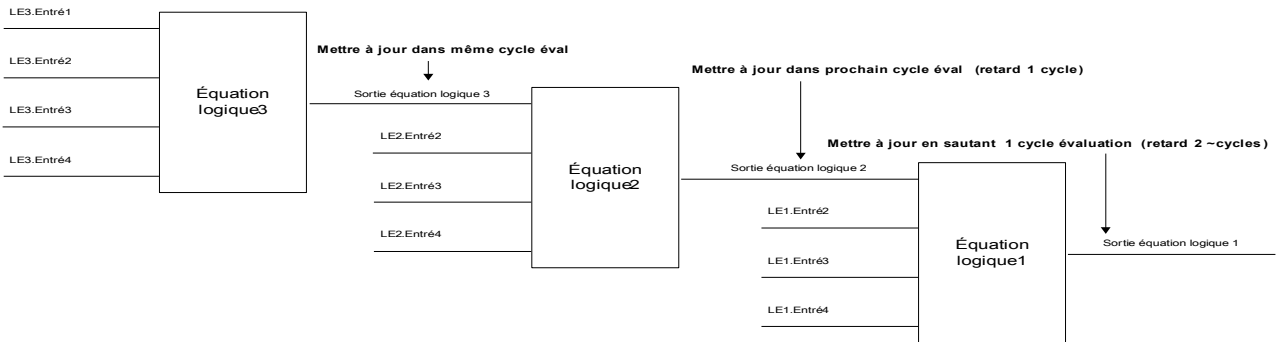 LE3.Entré1
LE3.Entré2
LE3.Entré3
LE3.Entré4
Équation
logique3
Mettre à jour dans même cycle éval
Sortie équation logique 3
LE2.Entré2
LE2.Entré3
LE2.Entré4
Équation
logique2
Mettre à jour dans prochain cycle éval (retard 1 cycle)
Sortie équation logique 2
LE1.Entré2
LE1.Entré3
LE1.Entré4
Équation
logique1
Mettre à jour en sautant 1 cycle évaluation (retard 2 ~cycles)
Sortie équation logique 1